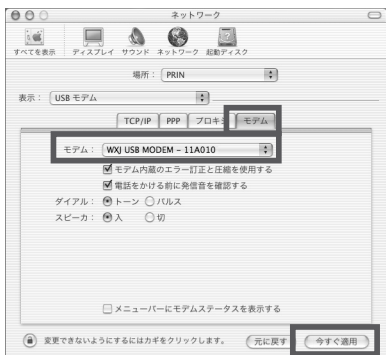 ネットワーク
すべてを表示 ディスプレイ サウンド ネットワーク 起動ディスク
場所： PRIN
表示： USB モデム
TCP/IP PPP プロキシ モデム
モデム： WXJ USB MODEM – 11A010
モデム内蔵のエラー訂正と圧縮を使用する
電話をかける前に発信音を確認する
ダイアル： トーン パルス
スピーカ： 入 切
メニューバーにモデムステータスを表示する
変更できないようにするにはカギをクリックします。 元に戻す 今すぐ適用